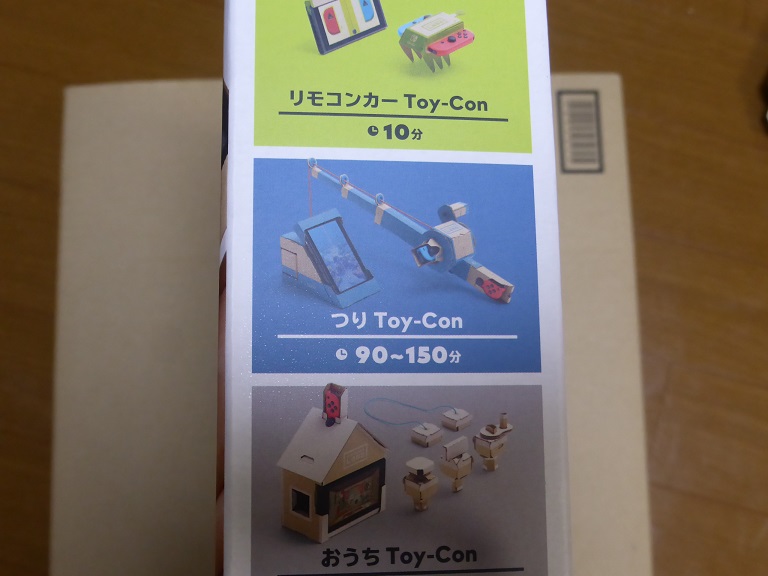 リモコンカー Toy-Con
10分
つり Toy-Con
90~150分
おうち Toy-Con